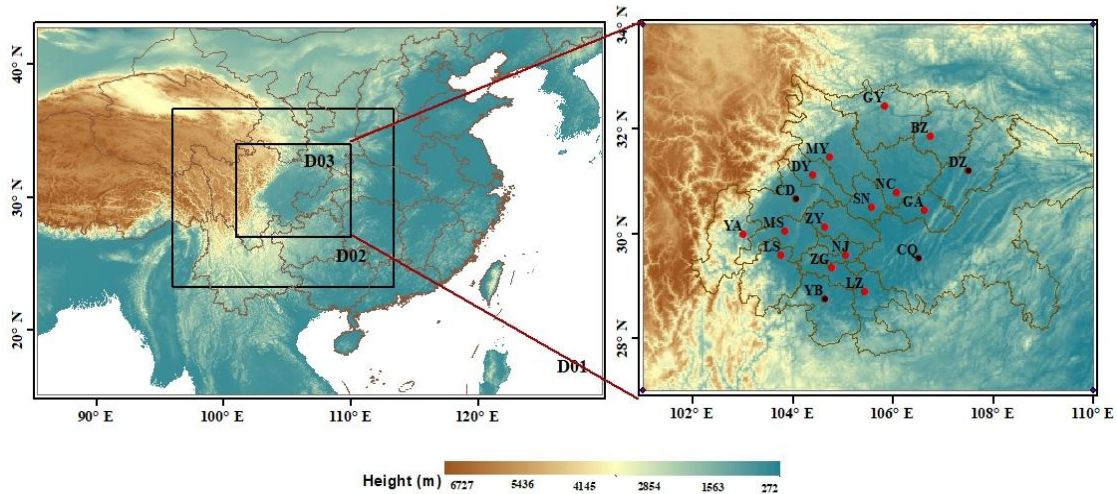 40° N
30° N
20° N
90° E
100° E
110° E
120° E
D03
D02
D01
34° N
32° N
30° N
28° N
102° E
104° E
106° E
108° E
110° E
GY
BZ
MY
DY
DZ
CD
NC
SN
GA
YA
MS
ZY
LS
NJ
CQ
ZG
LZ
YB
Height (m)
6727 5436 4145 2854 1563 272